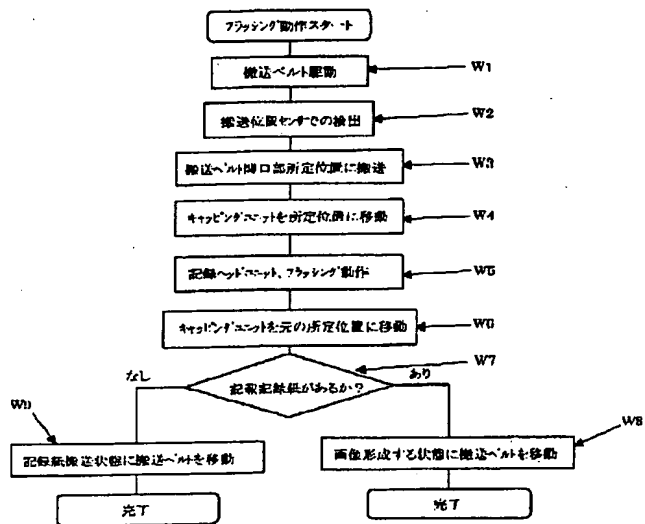 フラッシング動作スタート
搬送ベルト駆動
W1
搬送位置センサでの検出
W2
搬送ベルト開口部所定位置に搬送
W3
キャッピングユニットを所定位置に移動
W4
記録ヘッドユニット、フラッシング動作
W5
キャッピングユニットを元の所定位置に移動
W6
W7
なし
記載記録紙があるか?
あり
W9
W8
記録紙搬送状態に搬送ベルトを移動
画像形成する状態に搬送ベルトを移動
完了
完了